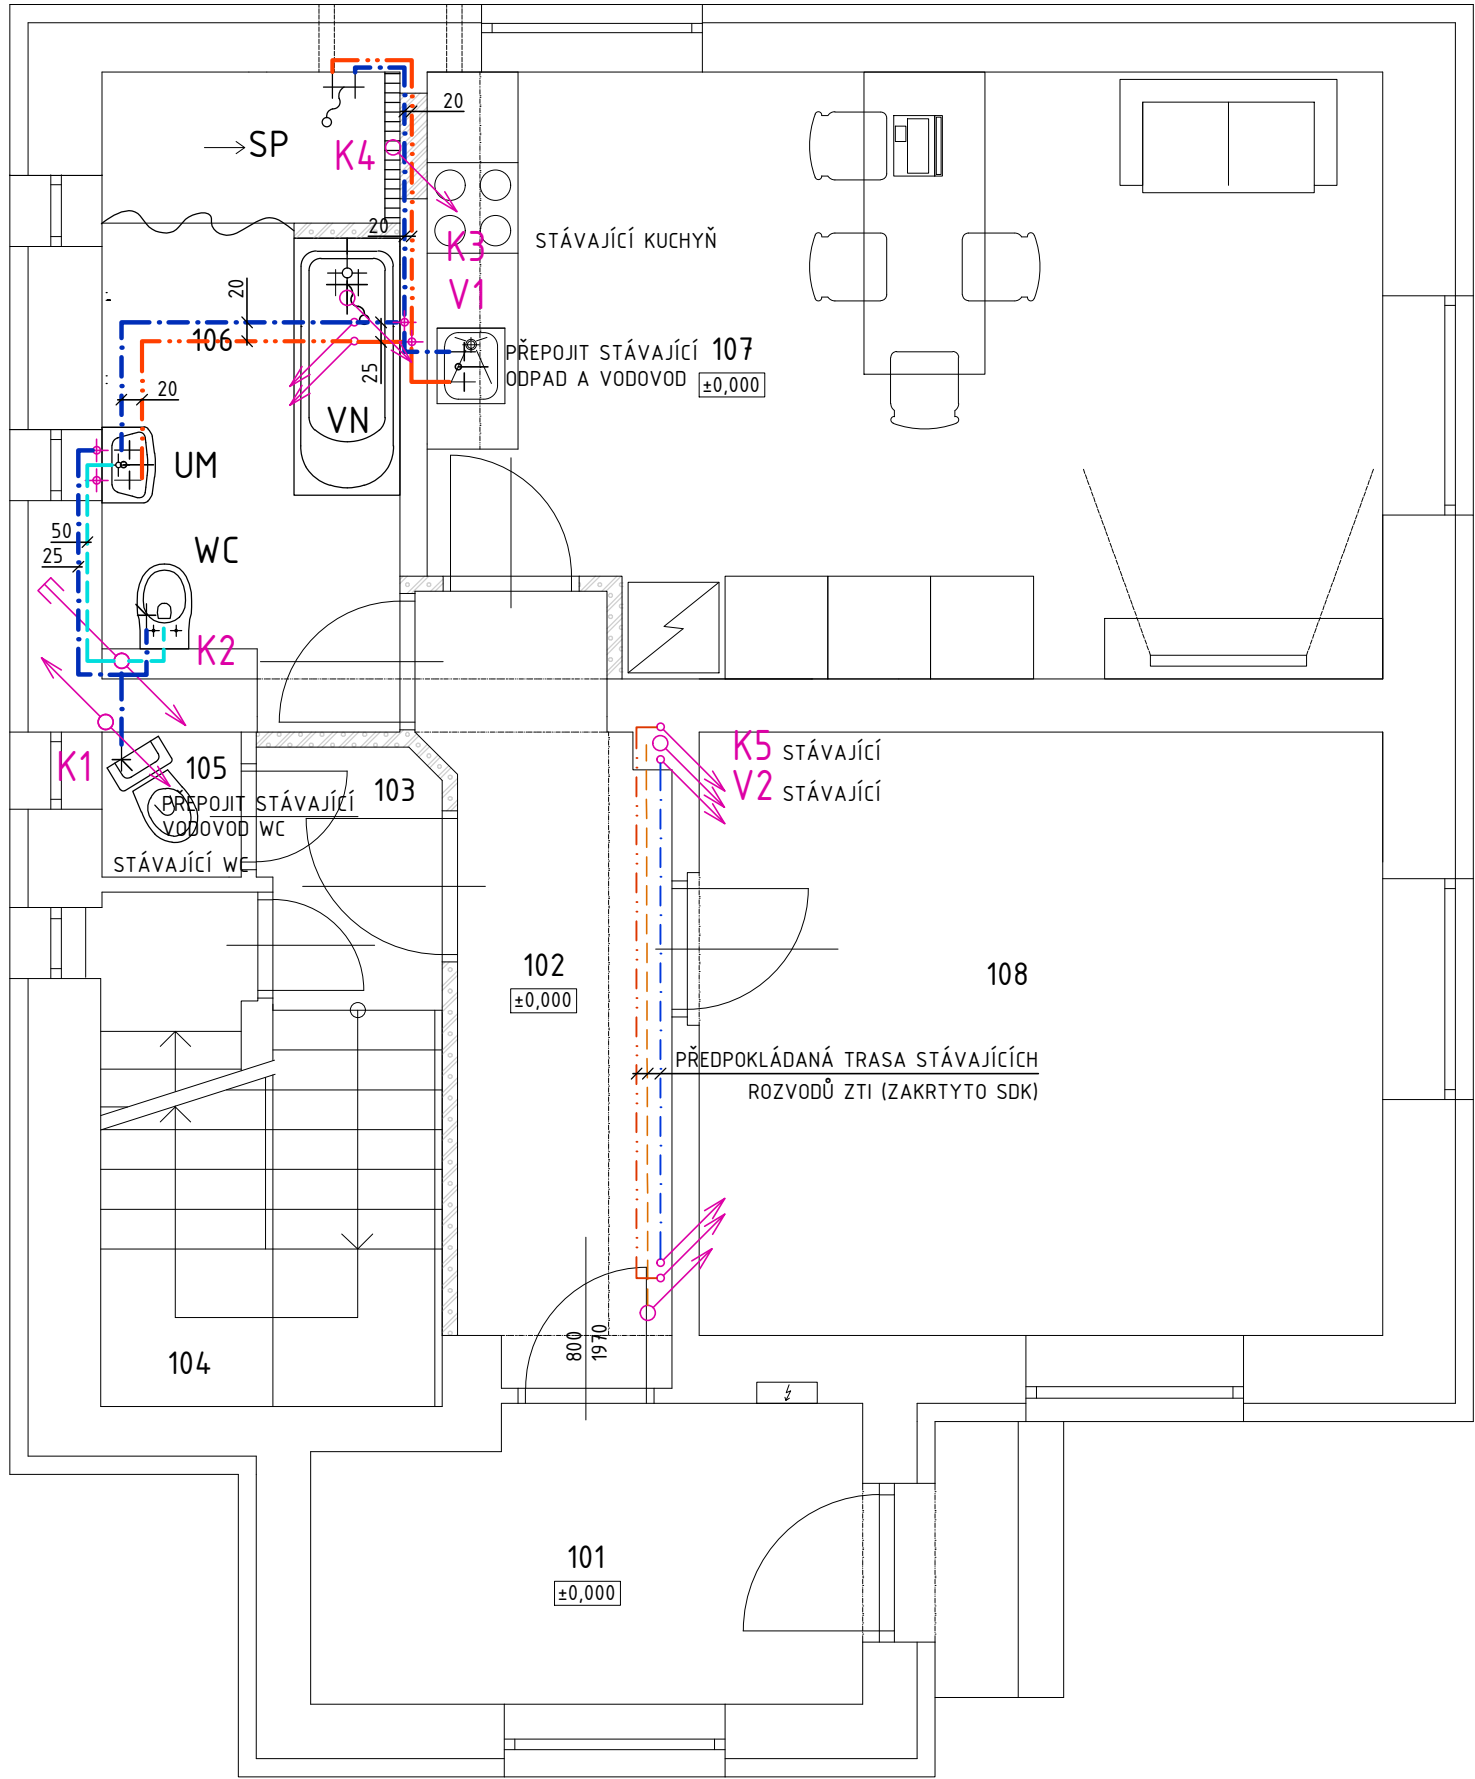 20
SP
K4
20
K3
STÁVAJÍCÍ KUCHYŇ
V1
20
106
PŘEPOJIT STÁVAJÍCÍ
ODPAD A VODOVOD
107
±0,000
25
20
VN
UM
50
WC
25
K2
K5 STÁVAJÍCÍ
K1
105
V2 STÁVAJÍCÍ
103
PŘEPOJIT STÁVAJÍCÍ
VODOVOD WC
STÁVAJÍCÍ WC
102
±0,000
108
PŘEDPOKLÁDANÁ TRASA STÁVAJÍCÍCH
ROZVODŮ ZTI (ZAKRTYTO SDK)
800
1970
104
101
±0,000